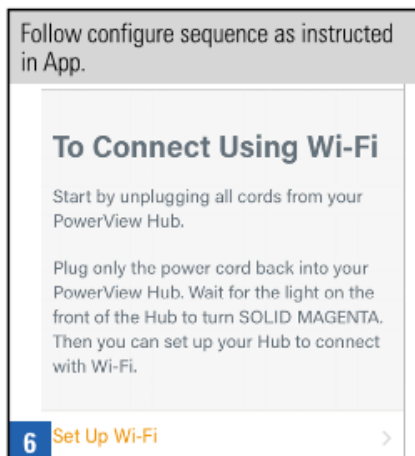 Follow configure sequence as instructed
in App.
To Connect Using Wi-Fi
Start by unplugging all cords from your
PowerView Hub.
Plug only the power cord back into your
PowerView Hub. Wait for the light on the
front of the Hub to turn SOLID MAGENTA.
Then you can set up your Hub to connect
with Wi-Fi.
6 Set Up Wi-Fi >